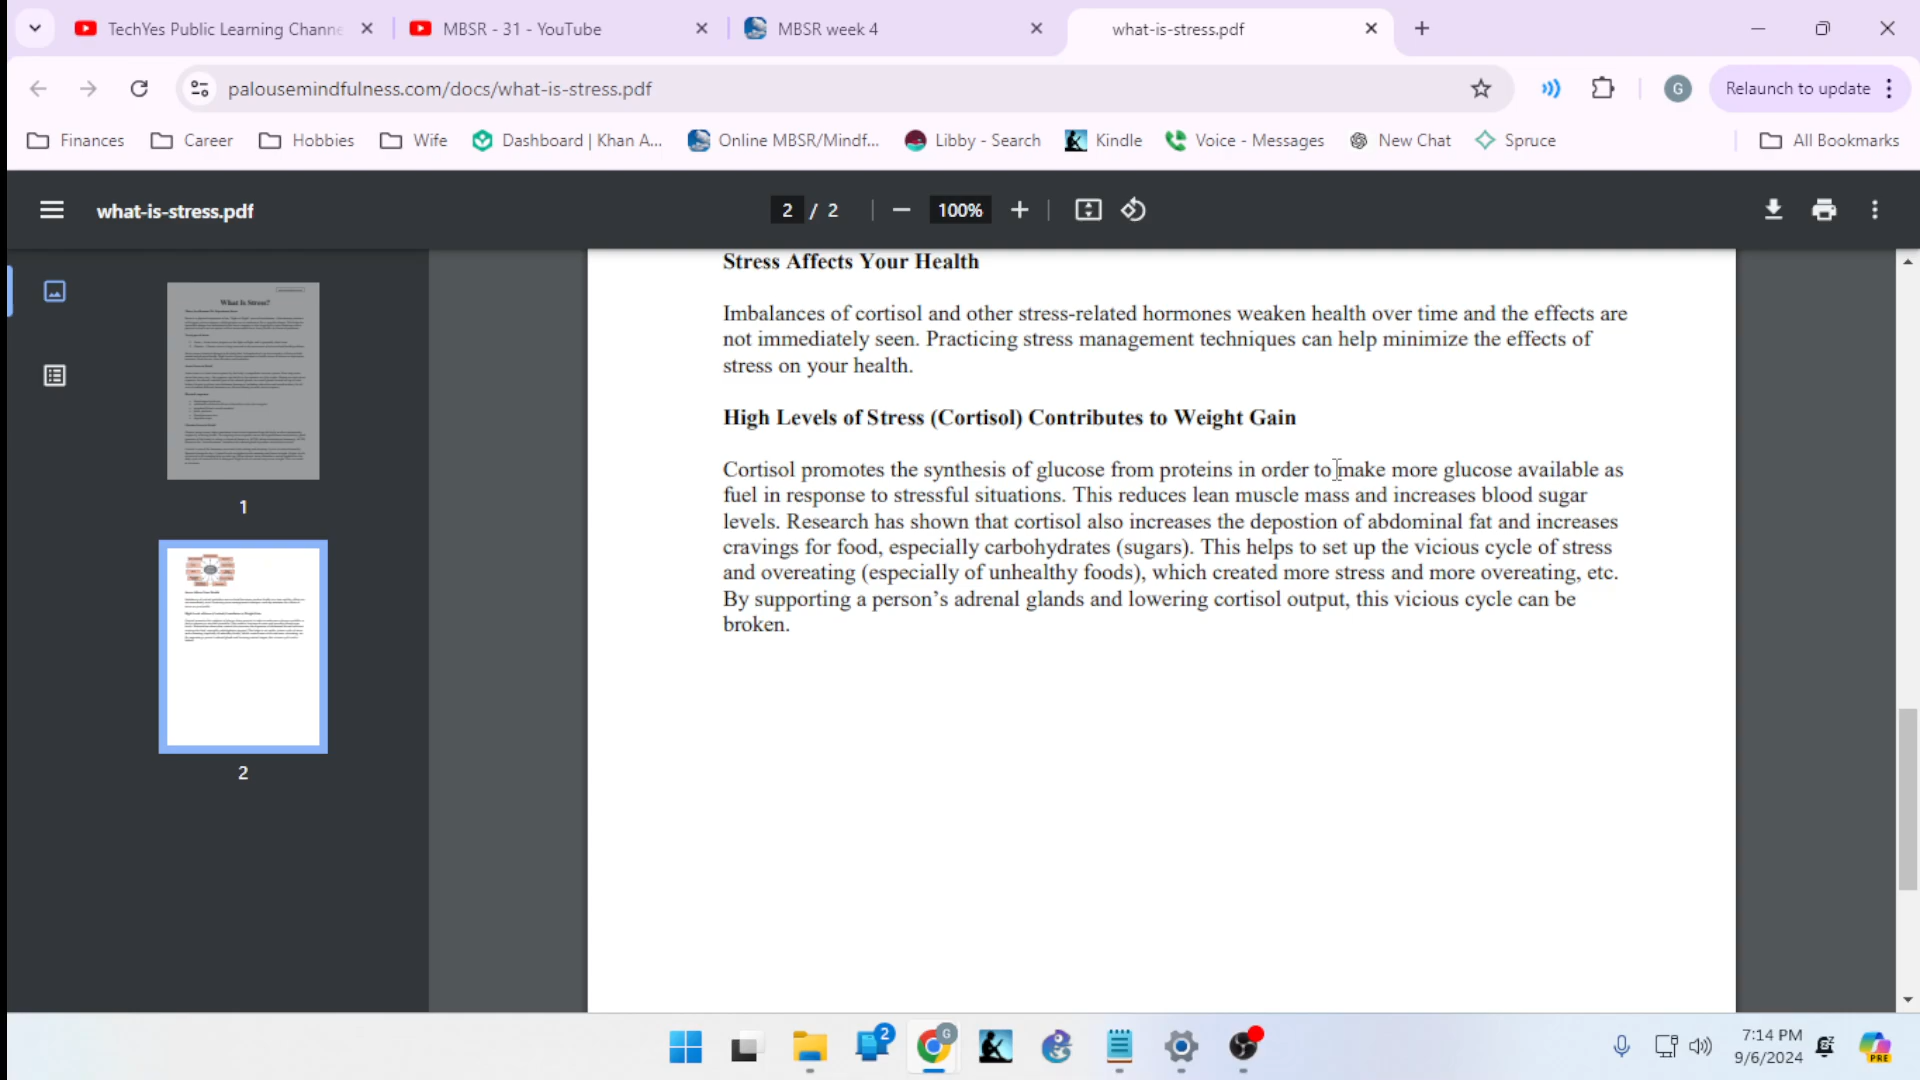 TechYes Public Learning Channe
MBSR - 31 - YouTube
MBSR week 4
what-is-stress.pdf
palousemindfulness.com/docs/what-is-stress.pdf
G
Relaunch to update
Finances
Career
Hobbies
Wife
Dashboard | Khan A...
Online MBSR/Mindf...
Libby - Search
Kindle
Voice - Messages
New Chat
Spruce
All Bookmarks
what-is-stress.pdf
2 / 2
100%
What Is Stress?
1
2
Stress Affects Your Health
Imbalances of cortisol and other stress-related hormones weaken health over time and the effects are
not immediately seen. Practicing stress management techniques can help minimize the effects of
stress on your health.
High Levels of Stress (Cortisol) Contributes to Weight Gain
Cortisol promotes the synthesis of glucose from proteins in order to make more glucose available as
fuel in response to stressful situations. This reduces lean muscle mass and increases blood sugar
levels. Research has shown that cortisol also increases the depostion of abdominal fat and increases
cravings for food, especially carbohydrates (sugars). This helps to set up the vicious cycle of stress
and overeating (especially of unhealthy foods), which created more stress and more overeating, etc.
By supporting a person’s adrenal glands and lowering cortisol output, this vicious cycle can be
broken.
2
G
7:14 PM
9/6/2024
PRE